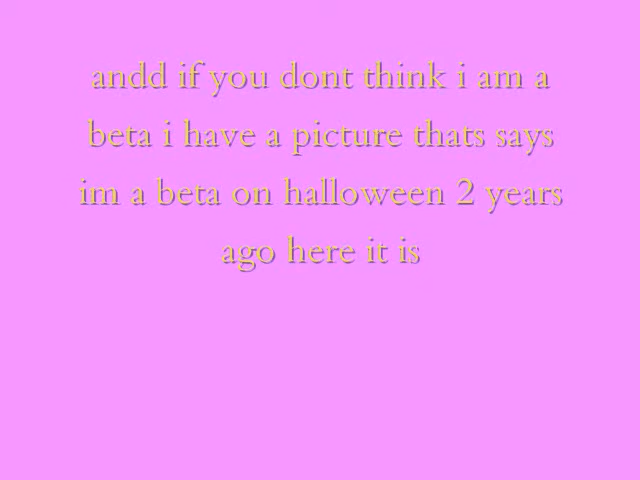 andd if you dont think i am a
beta i have a picture thats says
im a beta on halloween 2 years
ago here it is